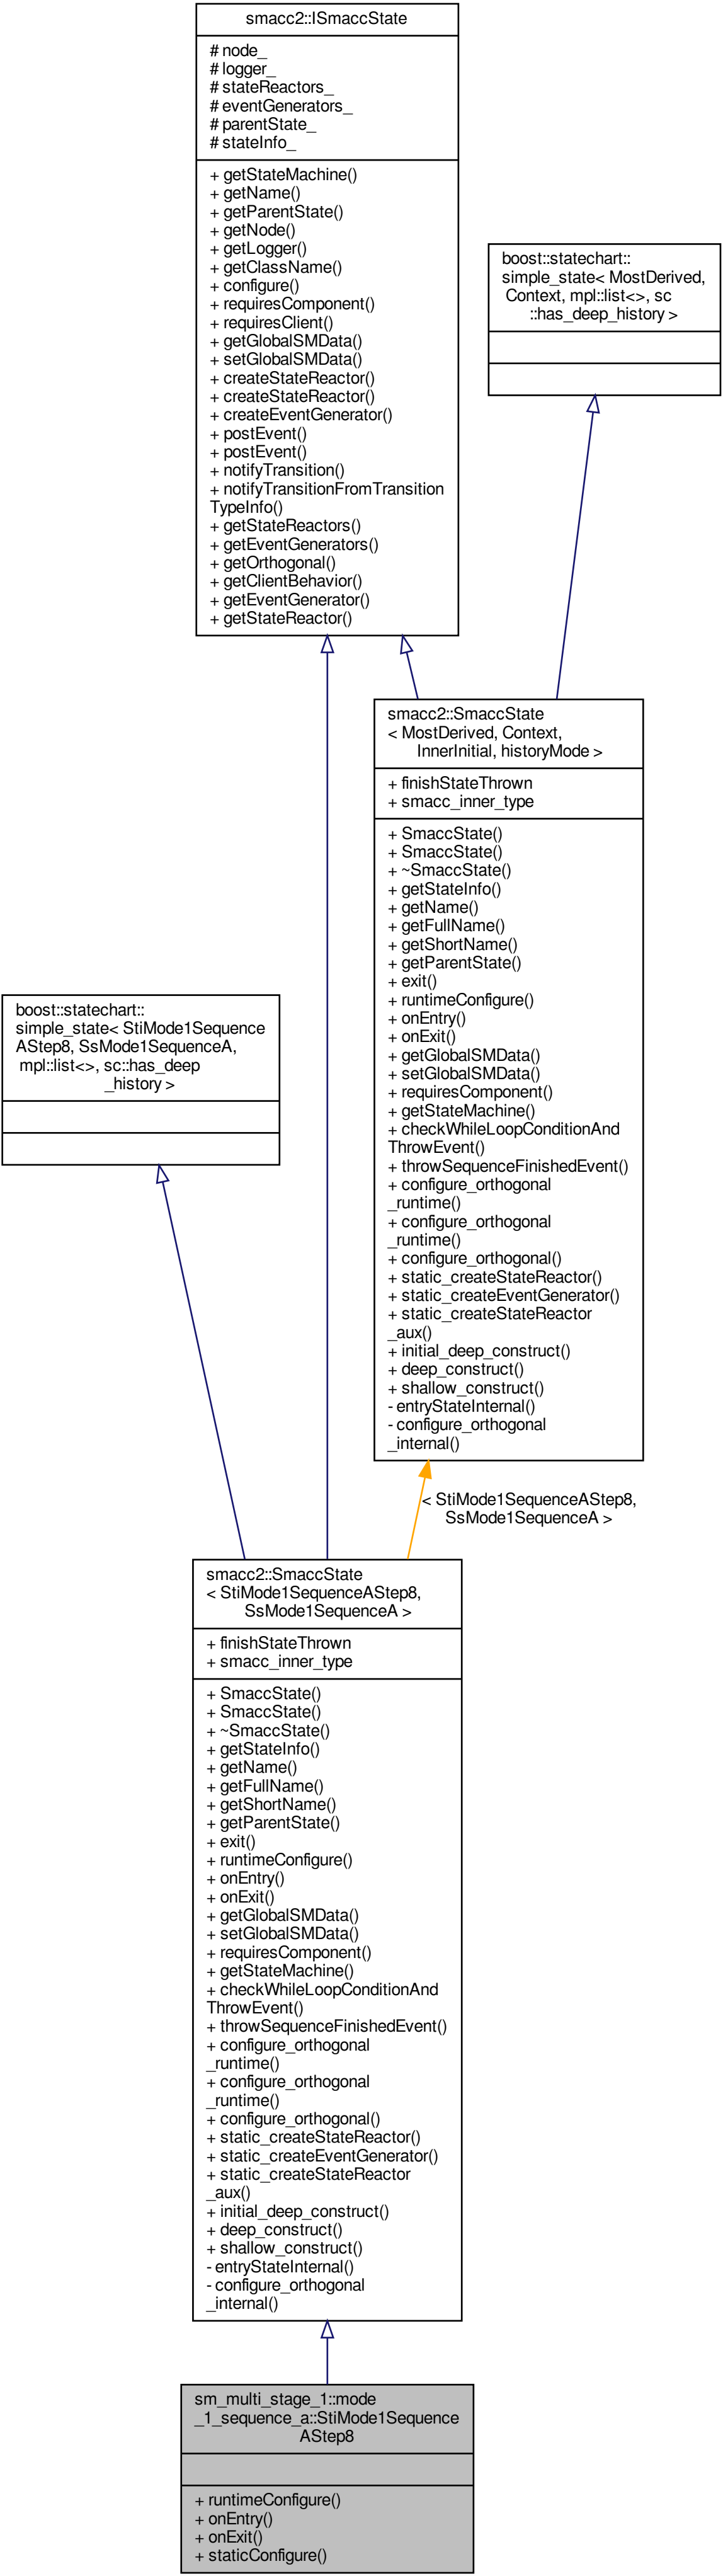 smacc2::ISmaccState
# node_
# logger_
# stateReactors_
# eventGenerators_
# parentState_
# stateInfo_
+ getStateMachine()
+ getName()
+ getParentState()
+ getNode()
+ getLogger()
+ getClassName()
+ configure()
+ requiresComponent()
+ requiresClient()
+ getGlobalSMData()
+ setGlobalSMData()
+ createStateReactor()
+ createStateReactor()
+ createEventGenerator()
+ postEvent()
+ postEvent()
+ notifyTransition()
+ notifyTransitionFromTransition
TypeInfo()
+ getStateReactors()
+ getEventGenerators()
+ getOrthogonal()
+ getClientBehavior()
+ getEventGenerator()
+ getStateReactor()
boost::statechart::
simple_state< MostDerived,
Context, mpl::list<>, sc
::has_deep_history >
smacc2::SmaccState
< MostDerived, Context,
InnerInitial, historyMode >
+ finishStateThrown
+ smacc_inner_type
+ SmaccState()
+ SmaccState()
+ ~SmaccState()
+ getStateInfo()
+ getName()
+ getFullName()
+ getShortName()
+ getParentState()
+ exit()
+ runtimeConfigure()
+ onEntry()
+ onExit()
+ getGlobalSMData()
+ setGlobalSMData()
+ requiresComponent()
+ getStateMachine()
+ checkWhileLoopConditionAnd
ThrowEvent()
+ throwSequenceFinishedEvent()
+ configure_orthogonal
_runtime()
+ configure_orthogonal
_runtime()
+ configure_orthogonal()
+ static_createStateReactor()
+ static_createEventGenerator()
+ static_createStateReactor
_aux()
+ initial_deep_construct()
+ deep_construct()
+ shallow_construct()
- entryStateInternal()
- configure_orthogonal
_internal()
boost::statechart::
simple_state< StiMode1Sequence
AStep8, SsMode1SequenceA,
mpl::list<>, sc::has_deep
_history >
< StiMode1SequenceAStep8,
SsMode1SequenceA >
smacc2::SmaccState
< StiMode1SequenceAStep8,
SsMode1SequenceA >
+ finishStateThrown
+ smacc_inner_type
+ SmaccState()
+ SmaccState()
+ ~SmaccState()
+ getStateInfo()
+ getName()
+ getFullName()
+ getShortName()
+ getParentState()
+ exit()
+ runtimeConfigure()
+ onEntry()
+ onExit()
+ getGlobalSMData()
+ setGlobalSMData()
+ requiresComponent()
+ getStateMachine()
+ checkWhileLoopConditionAnd
ThrowEvent()
+ throwSequenceFinishedEvent()
+ configure_orthogonal
_runtime()
+ configure_orthogonal
_runtime()
+ configure_orthogonal()
+ static_createStateReactor()
+ static_createEventGenerator()
+ static_createStateReactor
_aux()
+ initial_deep_construct()
+ deep_construct()
+ shallow_construct()
- entryStateInternal()
- configure_orthogonal
_internal()
sm_multi_stage_1::mode
_1_sequence_a::StiMode1Sequence
AStep8
+ runtimeConfigure()
+ onEntry()
+ onExit()
+ staticConfigure()